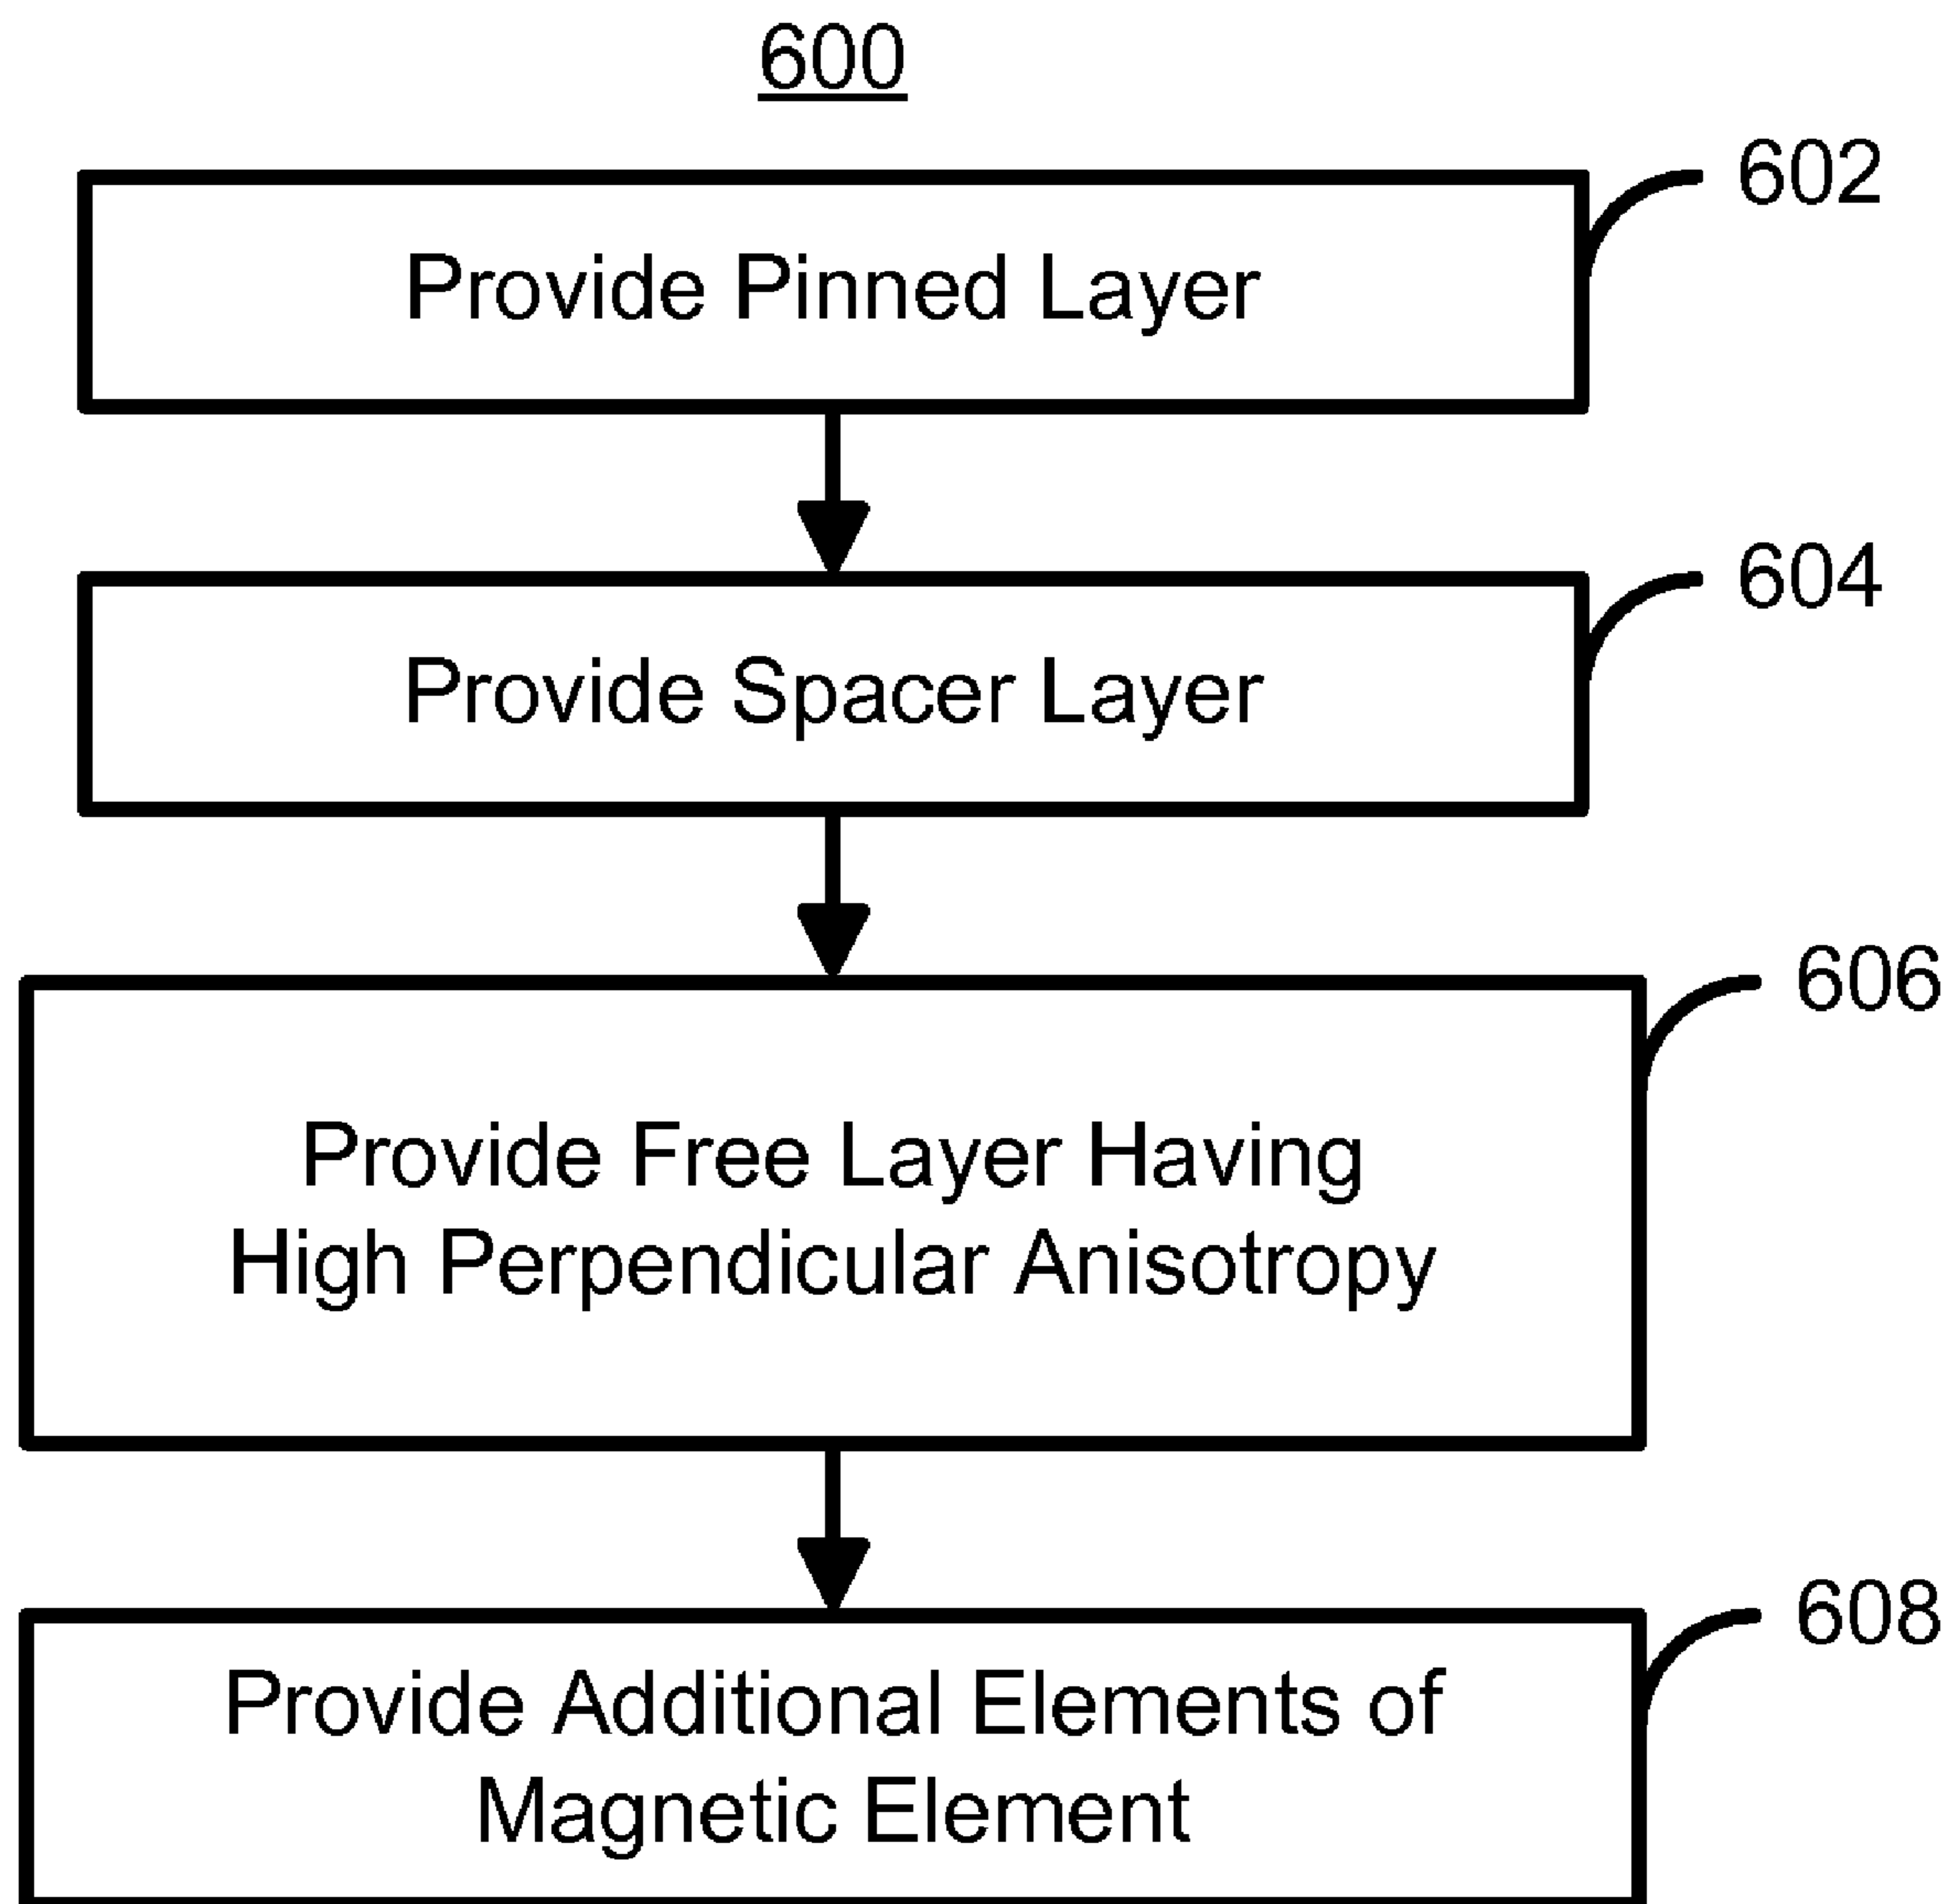 600
602
Provide Pinned Layer
604
Provide Spacer Layer
606
Provide Free Layer Having
High Perpendicular Anisotropy
608
Provide Additional Elements of
Magnetic Element